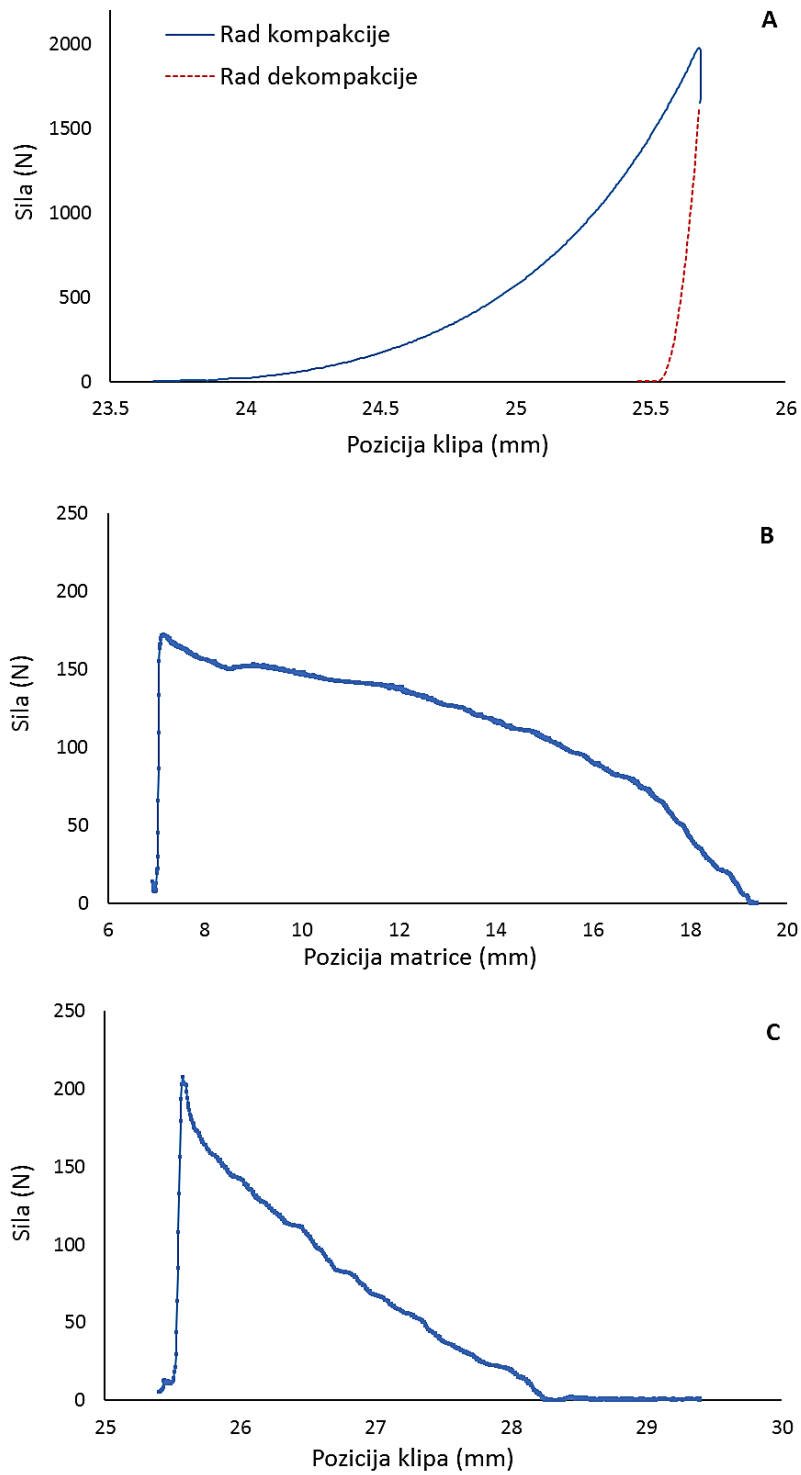 A
Rad kompakcije
Rad dekompakcije
2000
1500
1000
500
0
Sila (N)
23.5 24 24.5 25 25.5 26
Pozicija klipa (mm)
B
250
200
150
100
50
0
Sila (N)
6 8 10 12 14 16 18 20
Pozicija matrice (mm)
C
250
200
150
100
50
0
Sila (N)
25 26 27 28 29 30
Pozicija klipa (mm)